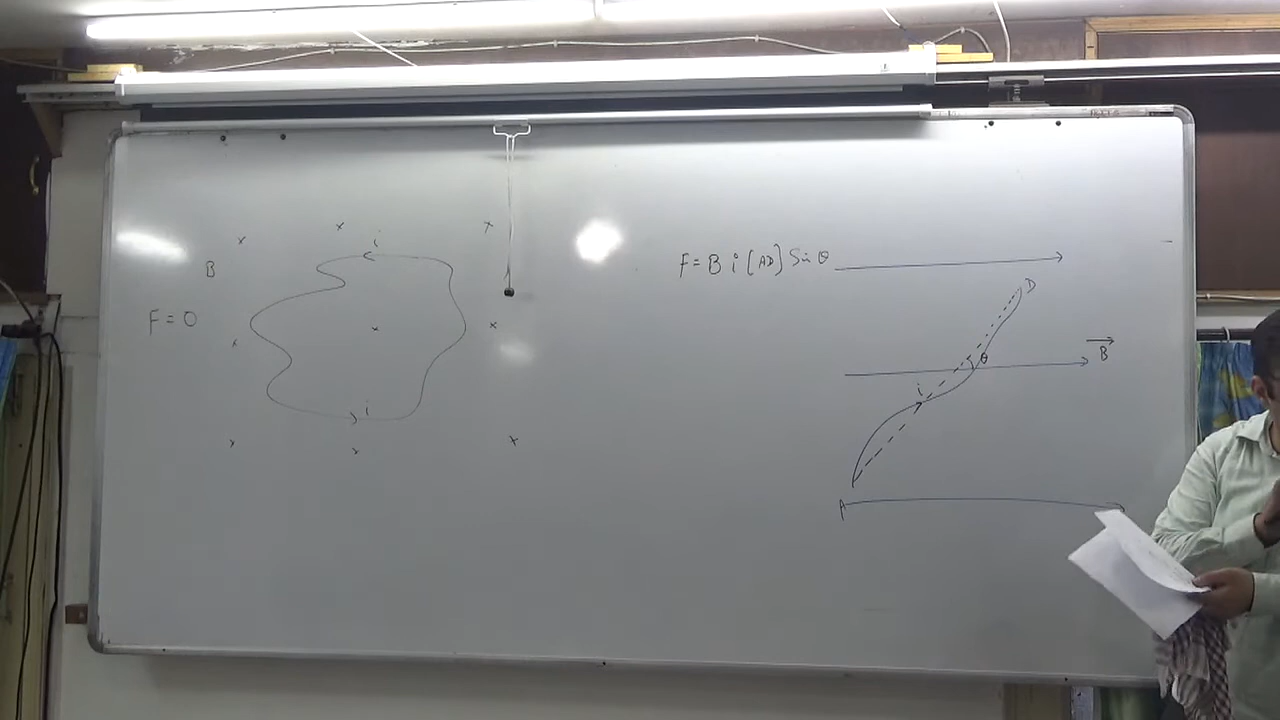 i
B
F = 0
i
F = B i [AD] Sin θ
D
θ
B
i
A